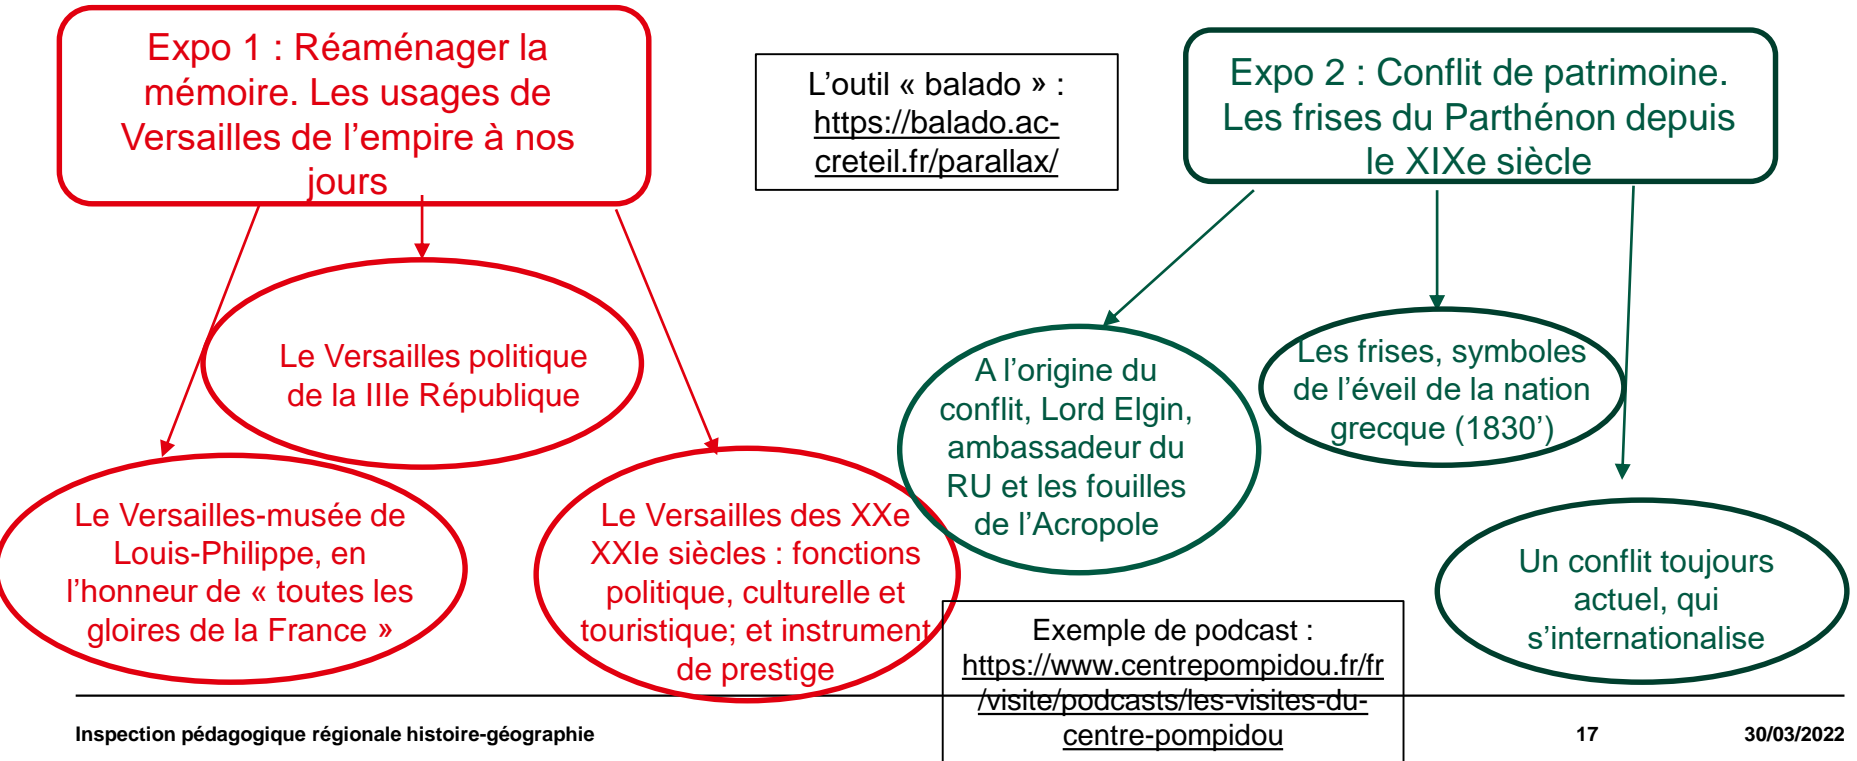 Expo 1 : Réaménager la
mémoire. Les usages de
Versailles de l’empire à nos
jours
L’outil « balado » :
https://balado.ac-
creteil.fr/parallax/
Expo 2 : Conflit de patrimoine.
Les frises du Parthénon depuis
le XIXe siècle
Le Versailles politique
de la IIIe République
Le Versailles-musée de
Louis-Philippe, en
l’honneur de « toutes les
gloires de la France »
Le Versailles des XXe
XXIe siècles : fonctions
politique, culturelle et
touristique; et instrument
de prestige
A l’origine du
conflit, Lord Elgin,
ambassadeur du
RU et les fouilles
de l’Acropole
Les frises, symboles
de l’éveil de la nation
grecque (1830’)
Un conflit toujours
actuel, qui
s’internationalise
Exemple de podcast :
https://www.centrepompidou.fr/fr
/visite/podcasts/les-visites-du-
centre-pompidou
Inspection pédagogique régionale histoire-géographie
17
30/03/2022